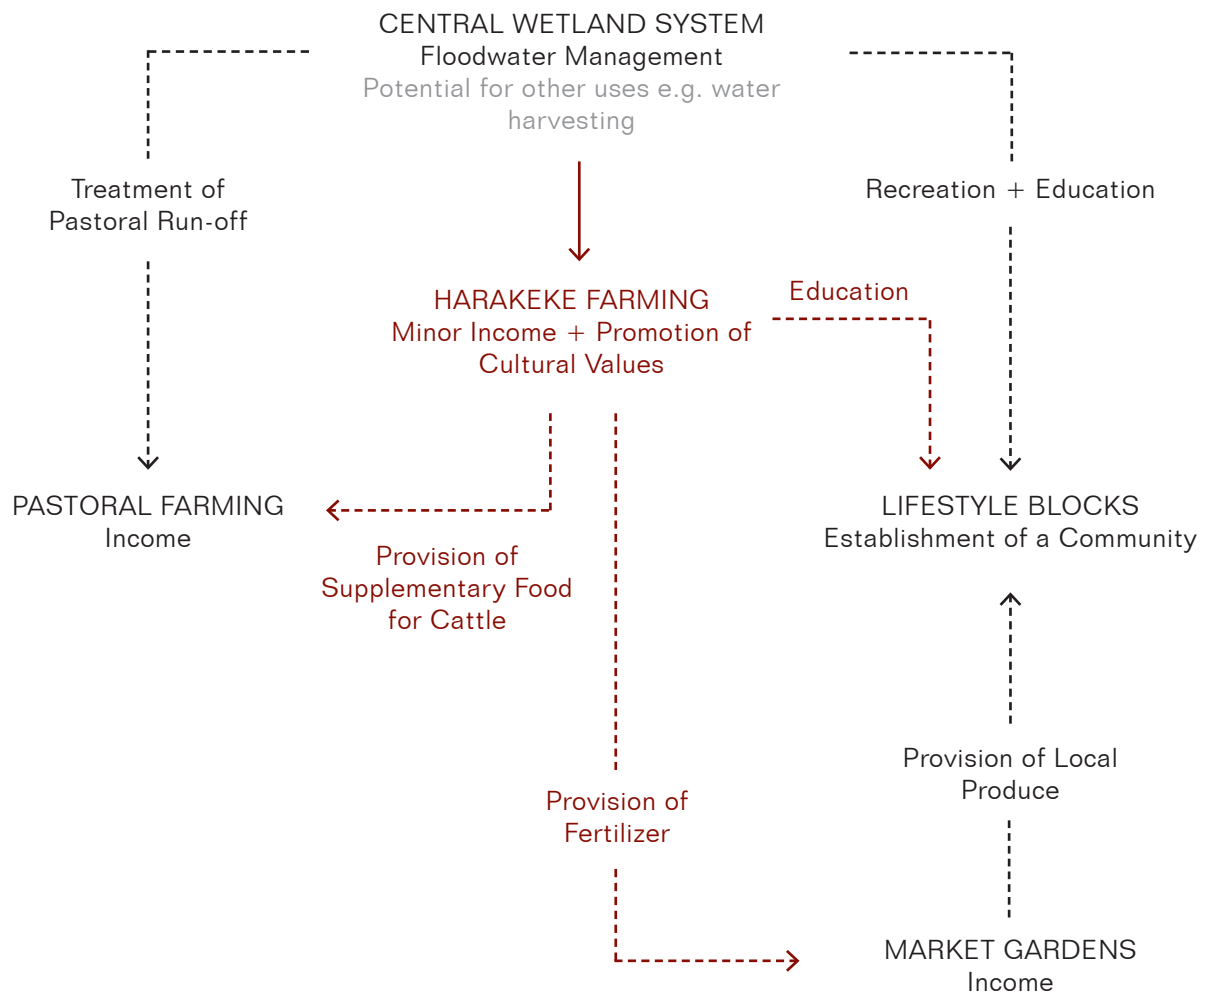 CENTRAL WETLAND SYSTEM
Floodwater Management
Potential for other uses e.g. water
harvesting
Treatment of
Pastoral Run-off
Recreation + Education
HARAKEKE FARMING
Minor Income + Promotion of
Cultural Values
Education
PASTORAL FARMING
Income
LIFESTYLE BLOCKS
Establishment of a Community
Provision of
Supplementary Food
for Cattle
Provision of Local
Produce
Provision of
Fertilizer
MARKET GARDENS
Income